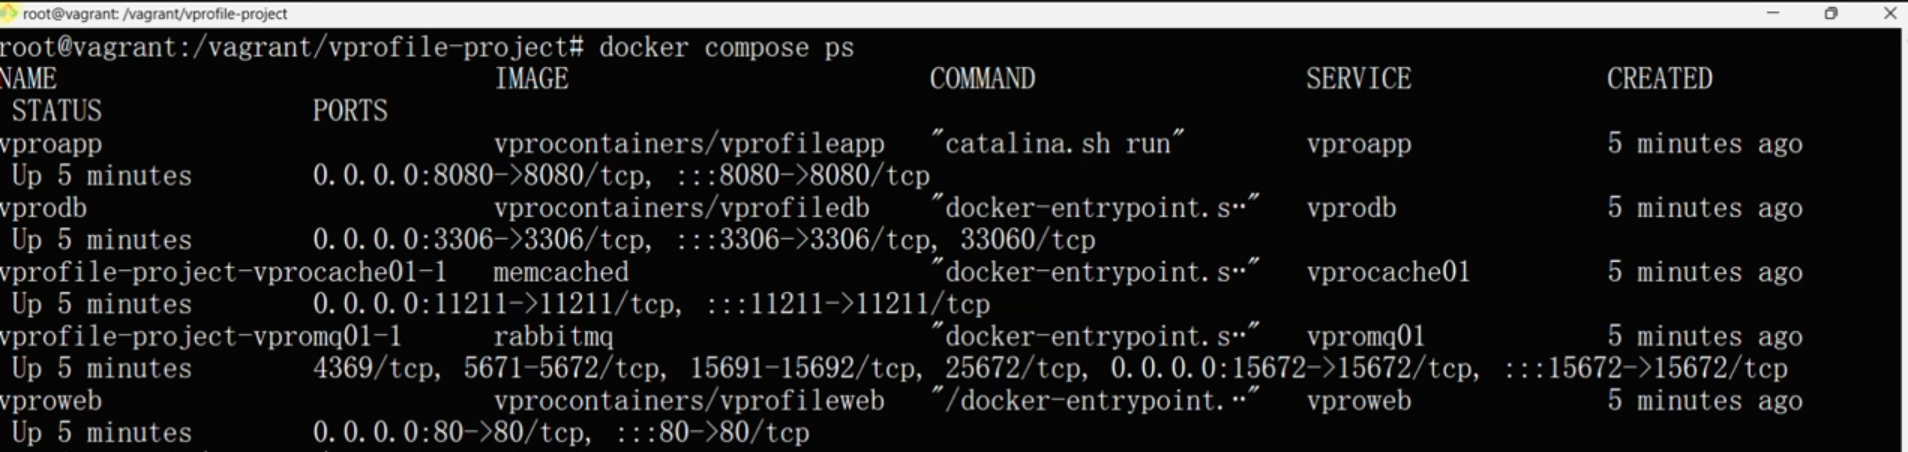 root@vagrant: /vagrant/vprofile-project
root@vagrant:/vagrant/vprofile-project# docker compose ps
NAME IMAGE COMMAND SERVICE CREATED
STATUS PORTS
vproapp vprocontainers/vprofileapp "catalina.sh run" vproapp 5 minutes ago
Up 5 minutes 0.0.0.0:8080->8080/tcp, :::8080->8080/tcp
vprodb vprocontainers/vprofiledb "docker-entrypoint.s…" vprodb 5 minutes ago
Up 5 minutes 0.0.0.0:3306->3306/tcp, :::3306->3306/tcp, 33060/tcp
vprofile-project-vprocache01-1 memcached "docker-entrypoint.s…" vprocache01 5 minutes ago
Up 5 minutes 0.0.0.0:11211->11211/tcp, :::11211->11211/tcp
vprofile-project-vpromq01-1 rabbitmq "docker-entrypoint.s…" vpromq01 5 minutes ago
Up 5 minutes 4369/tcp, 5671-5672/tcp, 15691-15692/tcp, 25672/tcp, 0.0.0.0:15672->15672/tcp, :::15672->15672/tcp
vproweb vprocontainers/vprofileweb "/docker-entrypoint.…" vproweb 5 minutes ago
Up 5 minutes 0.0.0.0:80->80/tcp, :::80->80/tcp